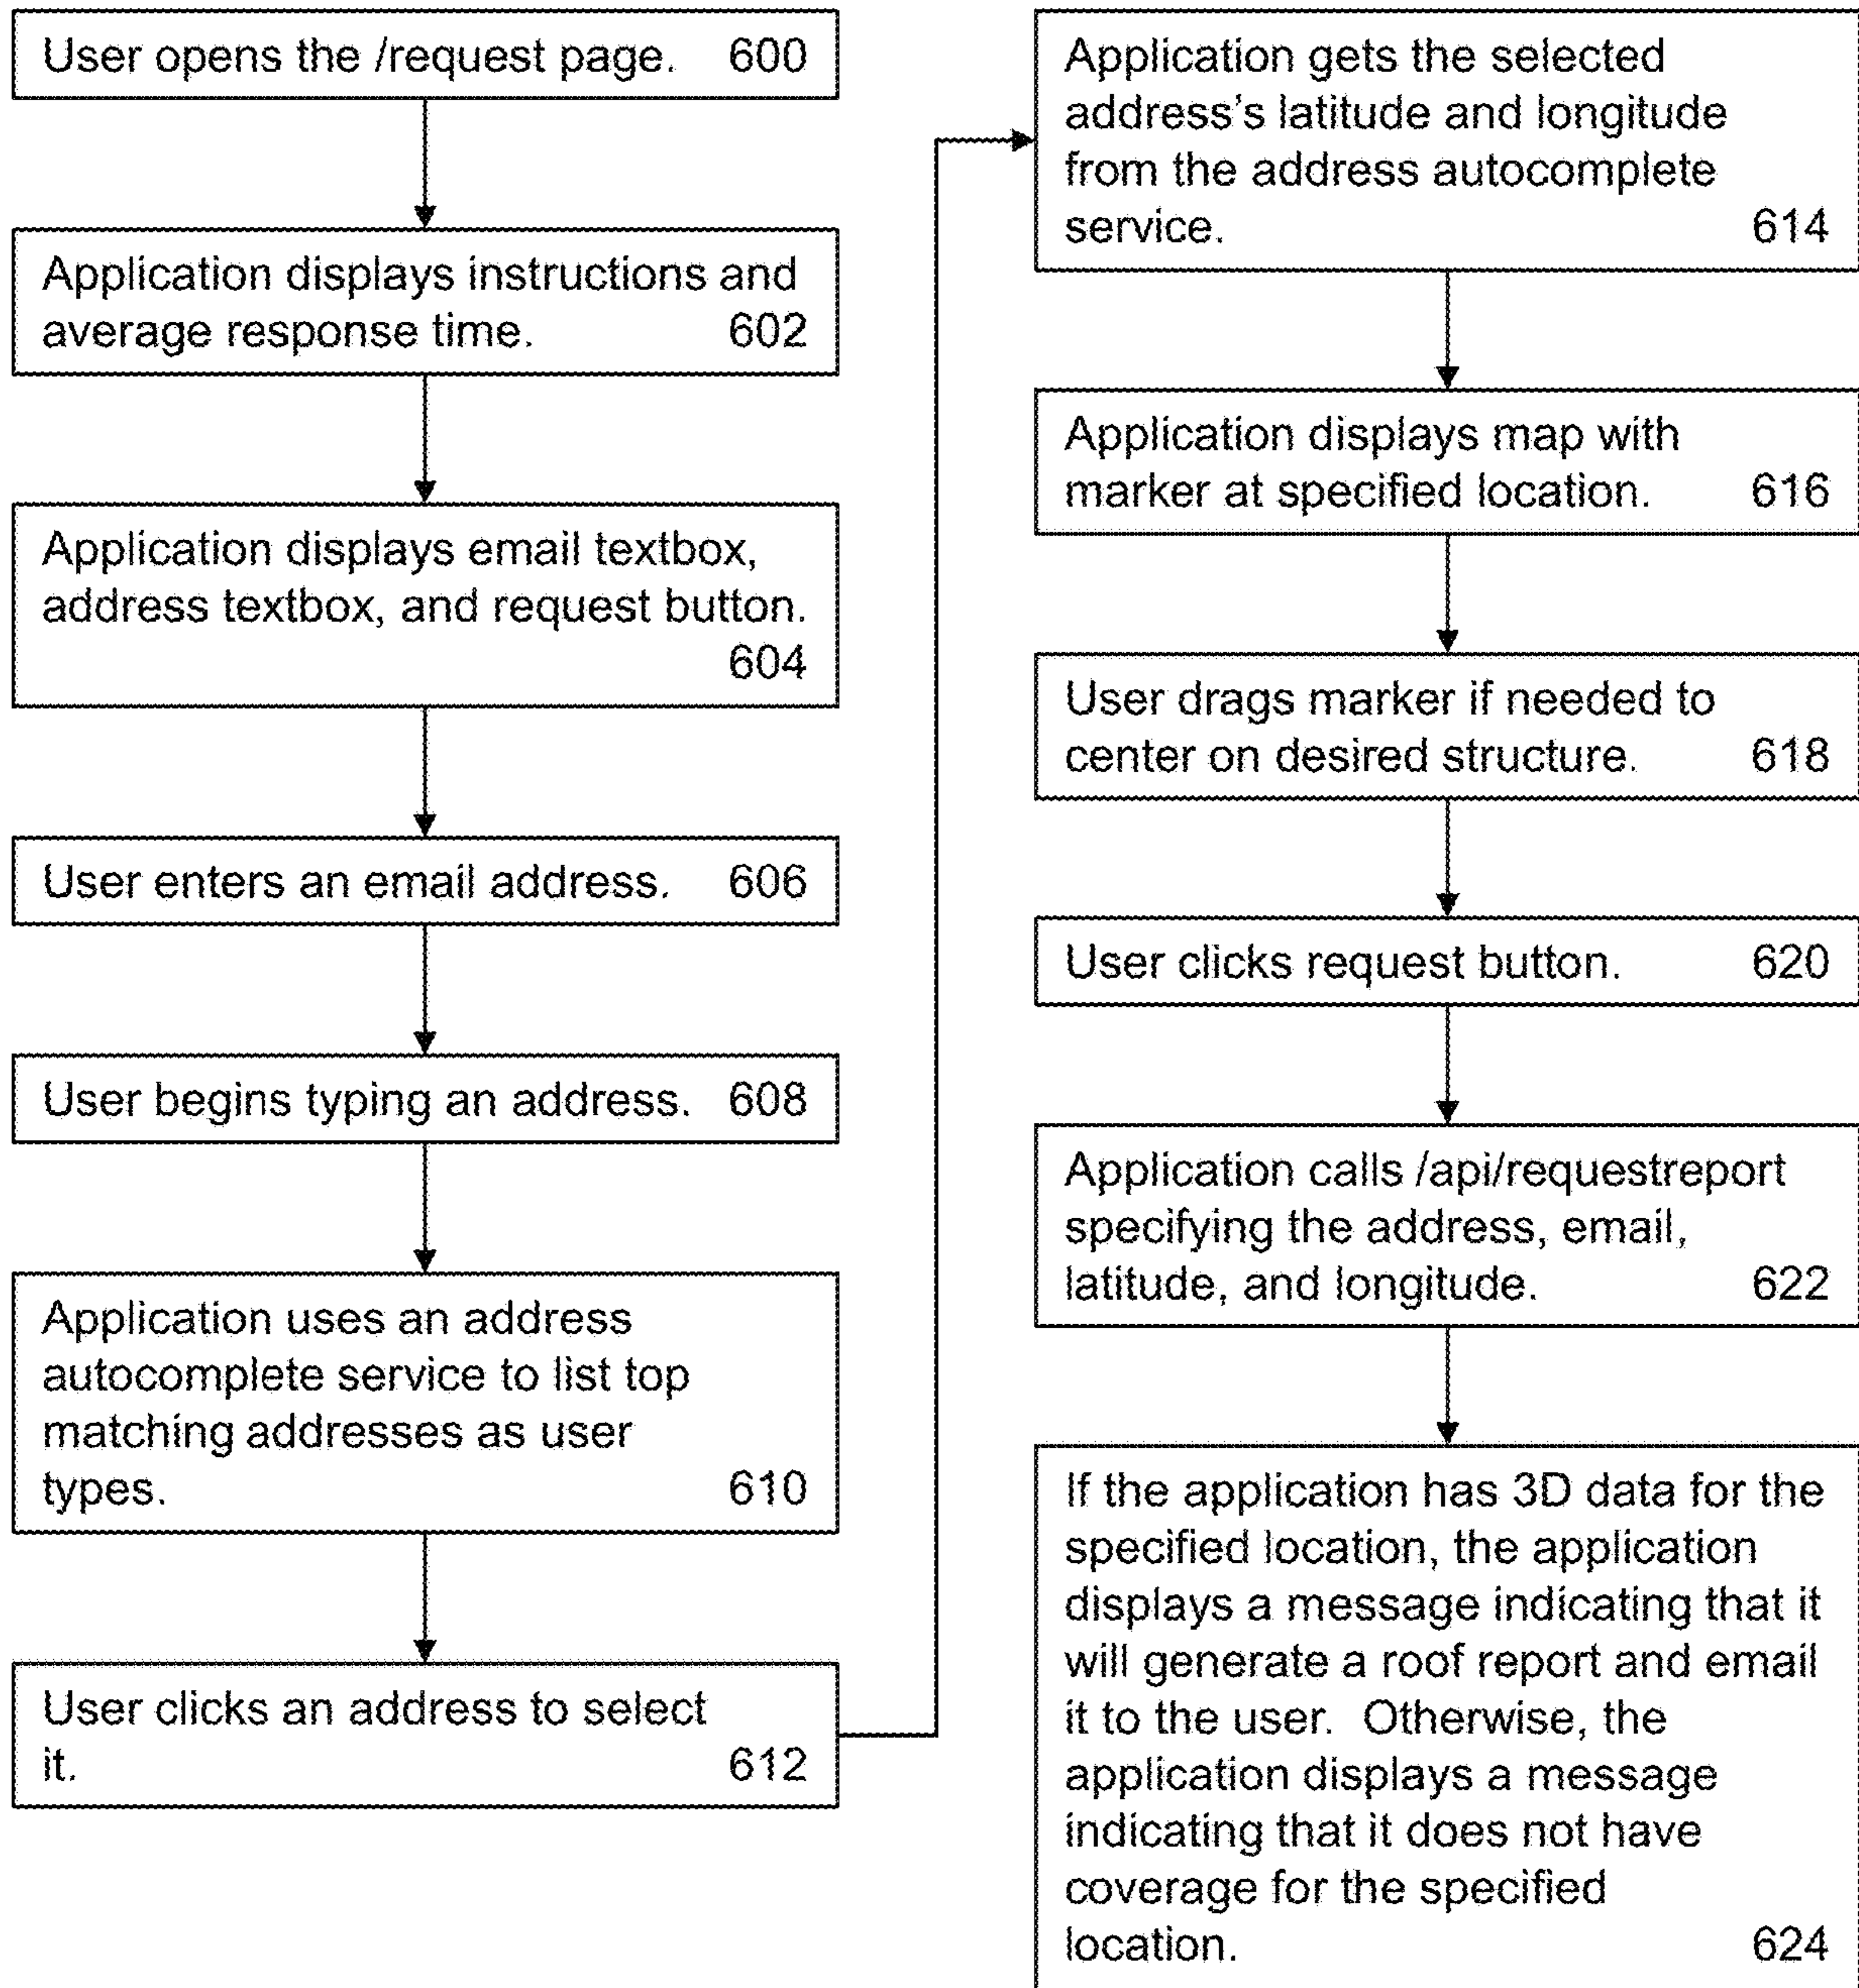 User opens the /request page. 600
Application displays instructions and
average response time. 602
Application displays email textbox,
address textbox, and request button.
604
User enters an email address. 606
User begins typing an address. 608
Application uses an address
autocomplete service to list top
matching addresses as user
types. 610
User clicks an address to select
it. 612
Application gets the selected
address's latitude and longitude
from the address autocomplete
service. 614
Application displays map with
marker at specified location. 616
User drags marker if needed to
center on desired structure. 618
User clicks request button. 620
Application calls /api/requestreport
specifying the address, email,
latitude, and longitude. 622
If the application has 3D data for the
specified location, the application
displays a message indicating that it
will generate a roof report and email
it to the user. Otherwise, the
application displays a message
indicating that it does not have
coverage for the specified
location. 624